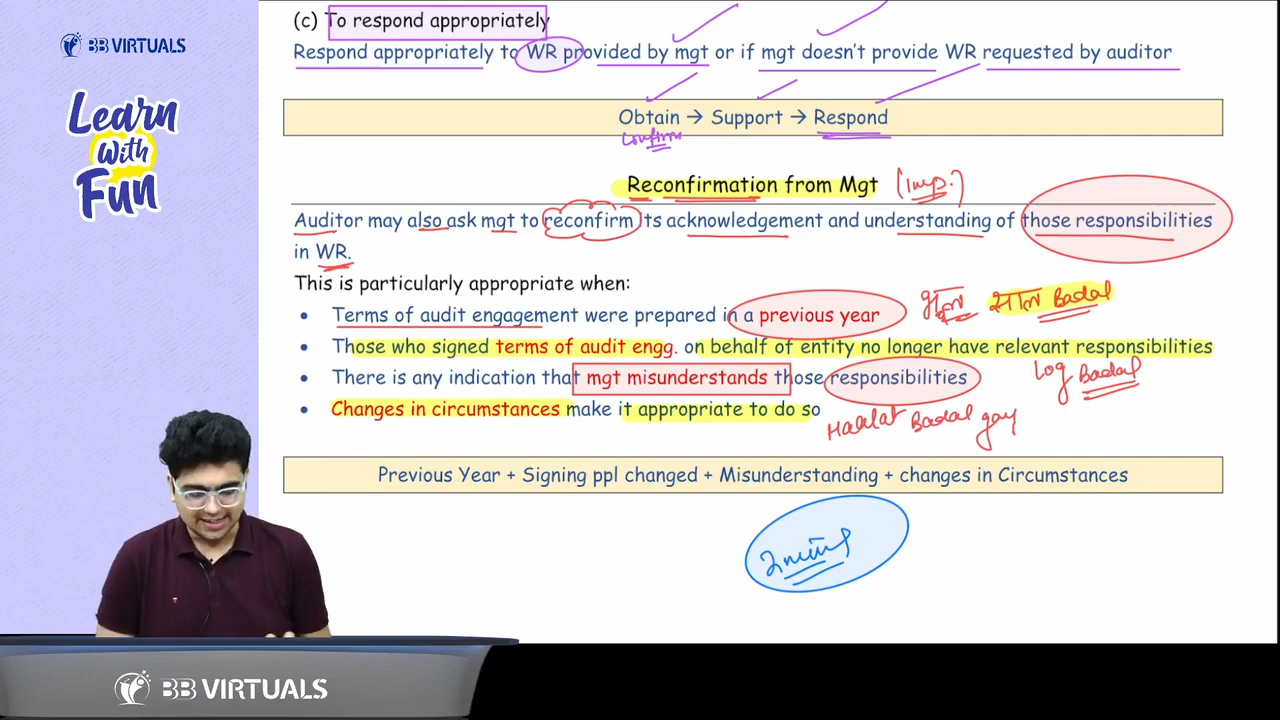 (c) To respond appropriately
BB VIRTUALS
Respond appropriately to WR provided by mgt or if mgt doesn't provide WR requested by auditor
Learn
with
Fun
Obtain → Support → Respond
Confirm
Reconfirmation from Mgt (Imp.)
Auditor may also ask mgt to reconfirm its acknowledgement and understanding of those responsibilities
in WR.
This is particularly appropriate when:
• Terms of audit engagement were prepared in a previous year साल Badal
• Those who signed terms of audit engg. on behalf of entity no longer have relevant responsibilities
• There is any indication that mgt misunderstands those responsibilities log Badal
• Changes in circumstances make it appropriate to do so
Halat Badal gay
Previous Year + Signing ppl changed + Misunderstanding + changes in Circumstances
2 mins
BB VIRTUALS